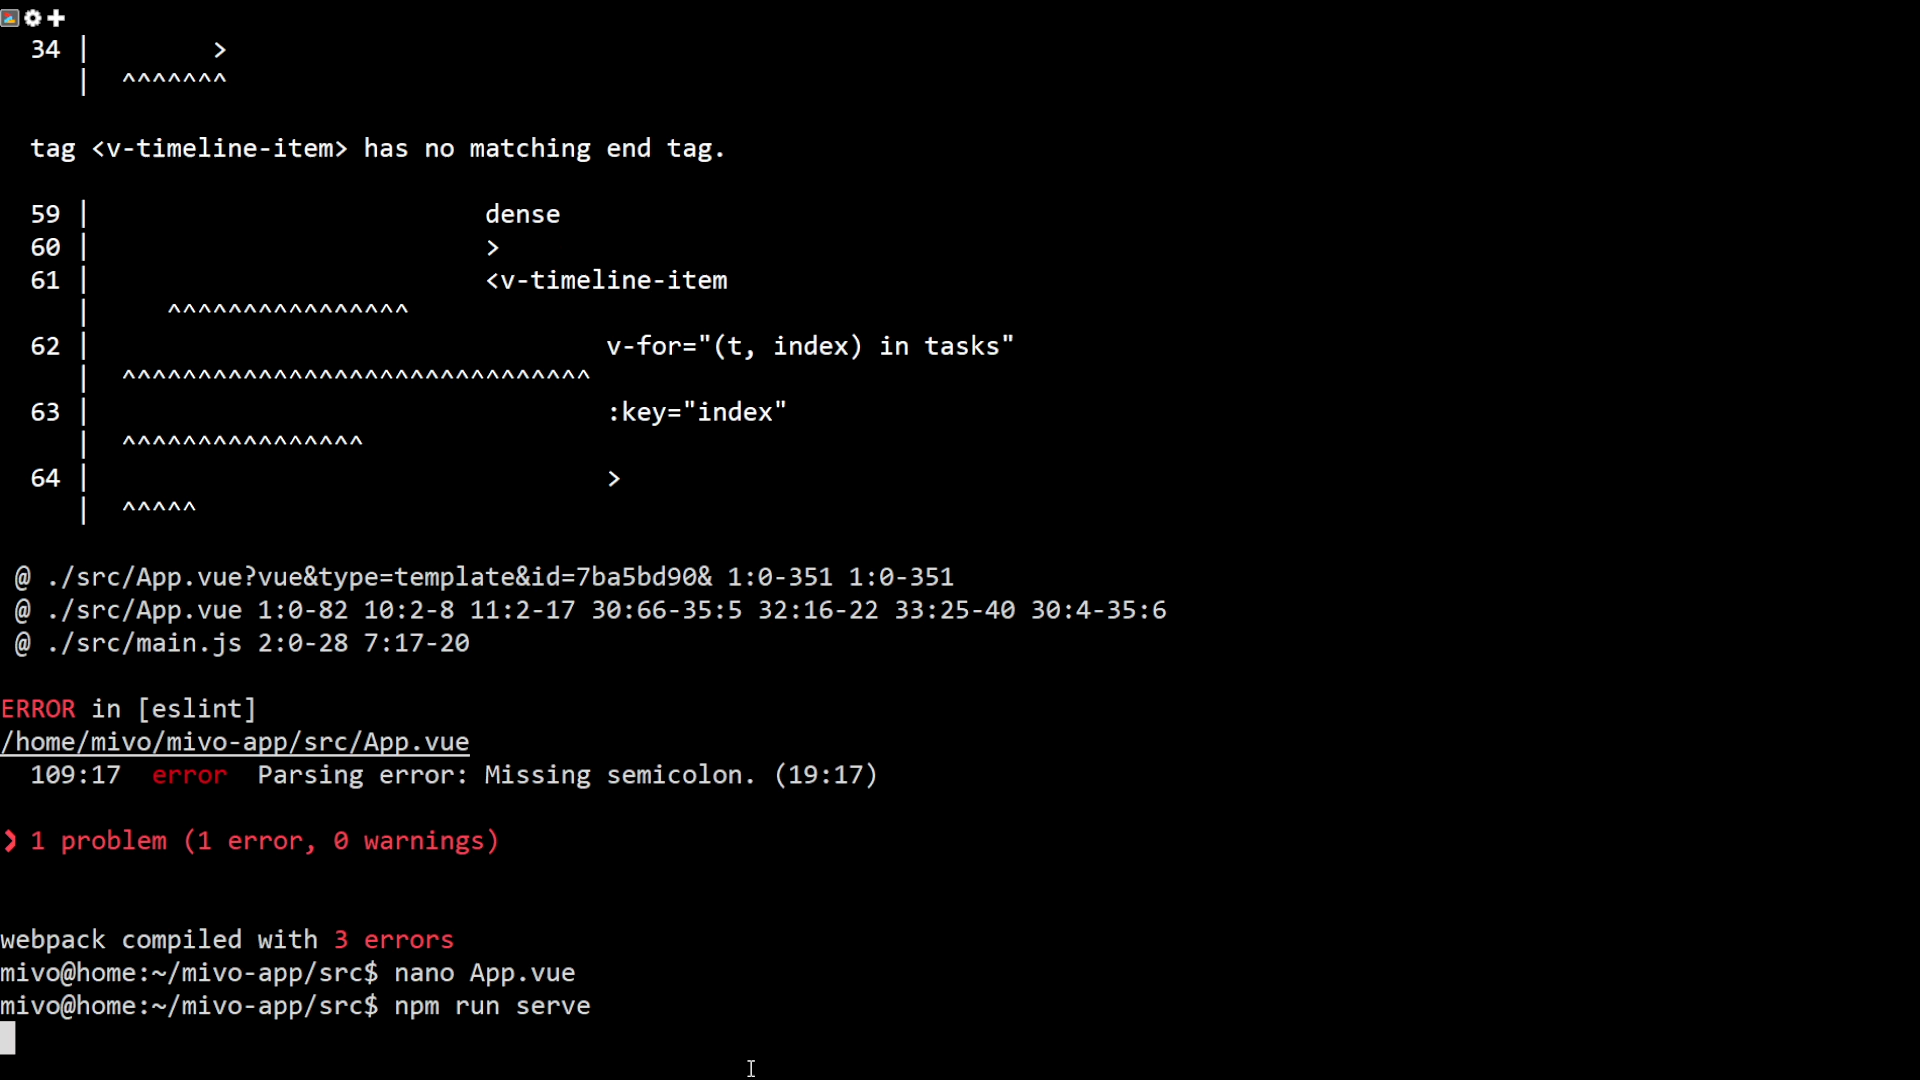 34 |         >
   |  ^^^^^^^
tag <v-timeline-item> has no matching end tag.
59 |                          dense
60 |                          >
61 |                          <v-timeline-item
   |     ^^^^^^^^^^^^^^^^
62 |                                  v-for="(t, index) in tasks"
   |  ^^^^^^^^^^^^^^^^^^^^^^^^^^^^^^^
63 |                                  :key="index"
   |  ^^^^^^^^^^^^^^^^
64 |                                  >
   |  ^^^^^
@ ./src/App.vue?vue&type=template&id=7ba5bd90& 1:0-351 1:0-351
@ ./src/App.vue 1:0-82 10:2-8 11:2-17 30:66-35:5 32:16-22 33:25-40 30:4-35:6
@ ./src/main.js 2:0-28 7:17-20
ERROR in [eslint]
/home/mivo/mivo-app/src/App.vue
  109:17  error  Parsing error: Missing semicolon. (19:17)
❯ 1 problem (1 error, 0 warnings)
webpack compiled with 3 errors
mivo@home:~/mivo-app/src$ nano App.vue
mivo@home:~/mivo-app/src$ npm run serve